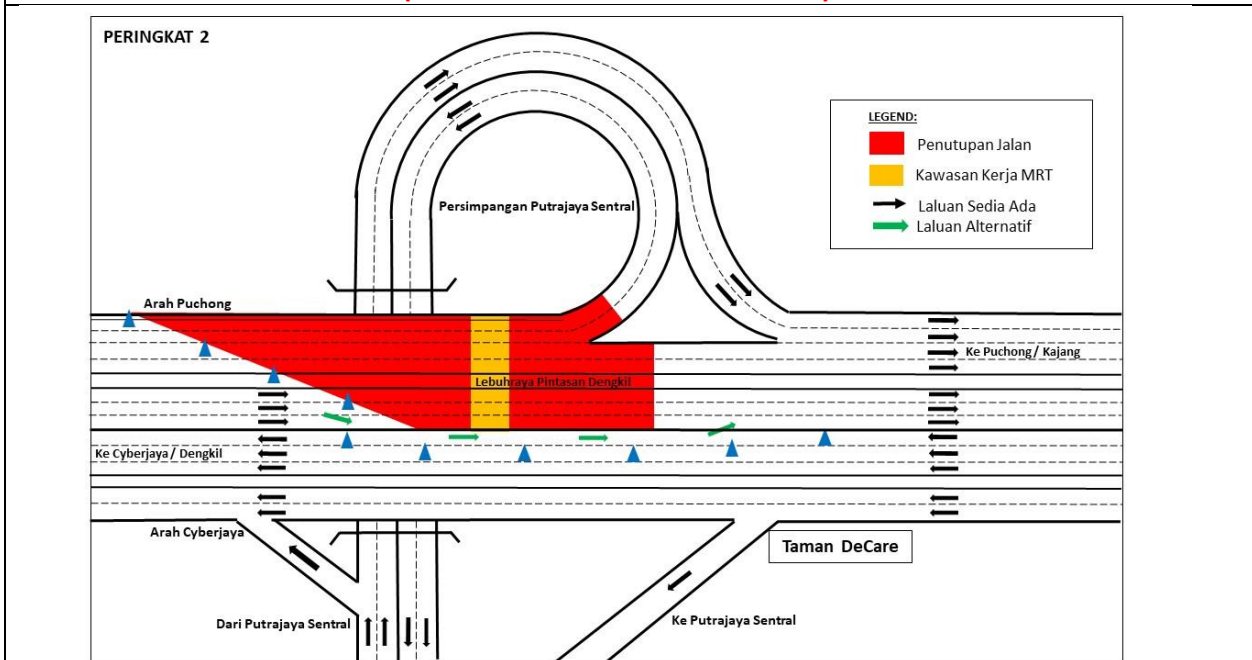 PERINGKAT 2
LEGEND:
Penutupan Jalan
Kawasan Kerja MRT
Laluan Sedia Ada
Laluan Alternatif
Persimpangan Putrajaya Sentral
Arah Puchong
Ke Puchong / Kajang
Lebuhraya Pintasan Dengkil
Ke Cyberjaya / Dengkil
Arah Cyberjaya
Taman DeCare
Dari Putrajaya Sentral
Ke Putrajaya Sentral